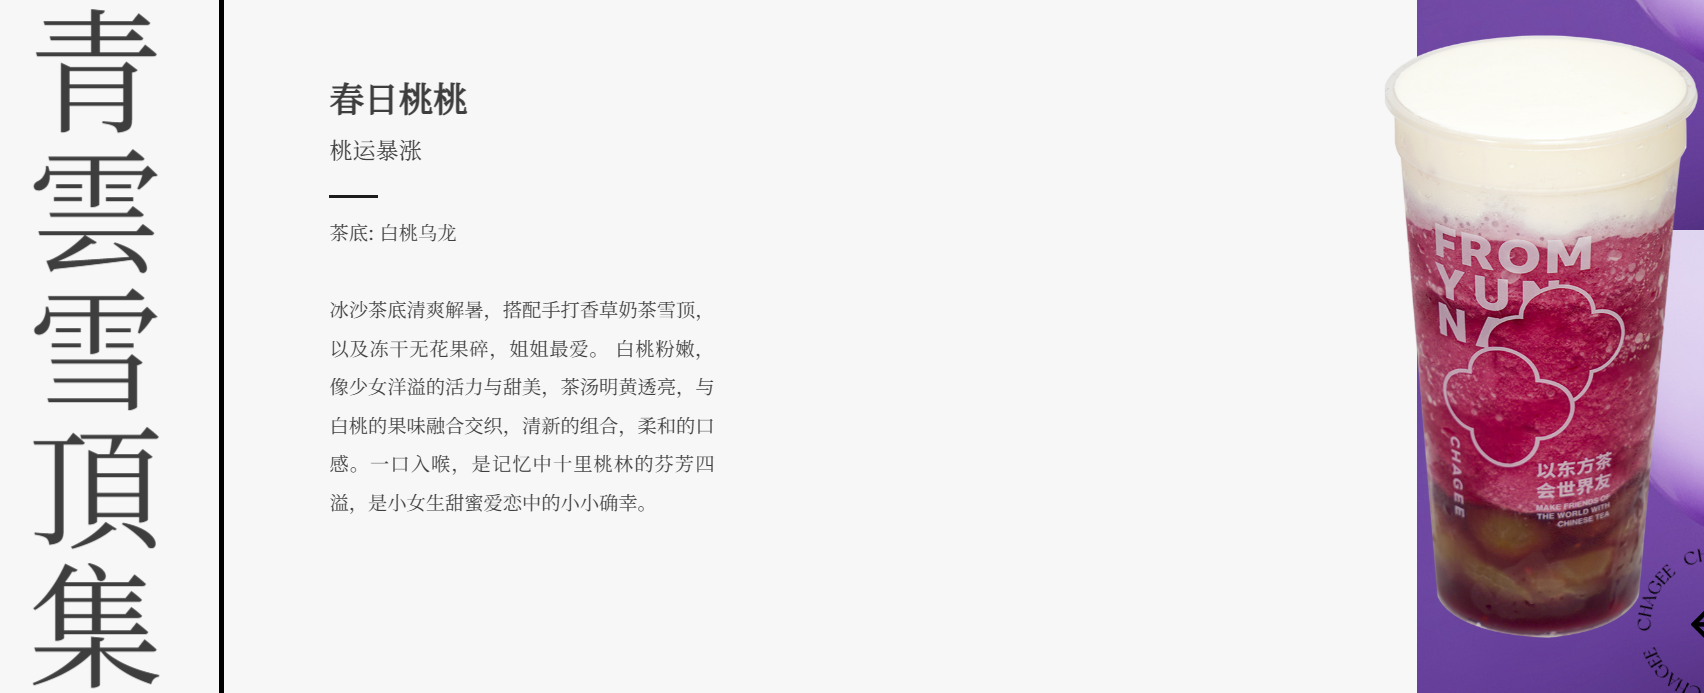 青雲雪頂集
春日桃桃
桃运暴涨
茶底: 白桃乌龙
冰沙茶底清爽解暑，搭配手打香草奶茶雪顶，
以及冻干无花果碎，姐姐最爱。 白桃粉嫩，
像少女洋溢的活力与甜美，茶汤明黄透亮，与
白桃的果味融合交织，清新的组合，柔和的口
感。一口入喉，是记忆中十里桃林的芬芳四
溢，是小女生甜蜜爱恋中的小小确幸。
FROM
YUN
NA
CHAGEE
以东方茶
会世界友
MAKE FRIENDS OF
THE WORLD WITH
CHINESE TEA
CHAGEE
CHAGEE